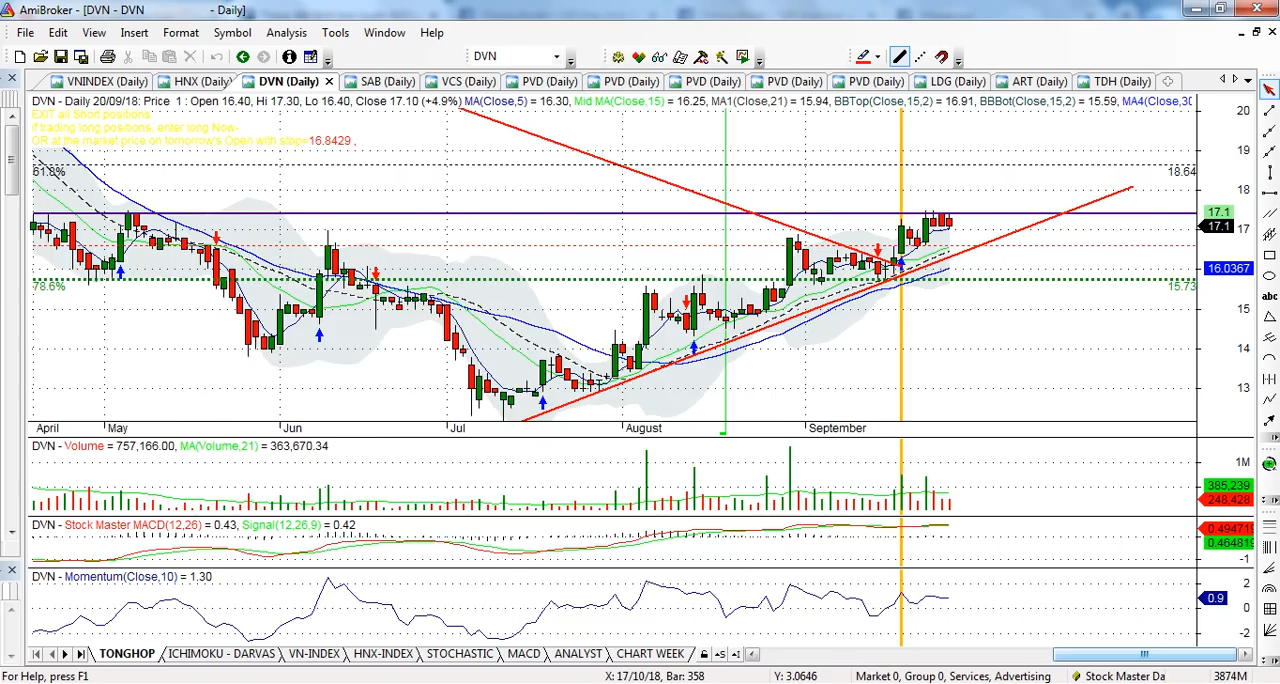 AmiBroker - [DVN - DVN - Daily]
File Edit View Insert Format Symbol Analysis Tools Window Help
DVN
VNINDEX (Daily) HNX (Daily) DVN (Daily) SAB (Daily) VCS (Daily) PVD (Daily) PVD (Daily) PVD (Daily) PVD (Daily) PVD (Daily) LDG (Daily) ART (Daily) TDH (Daily)
DVN - Daily 20/09/18: Price 1 : Open 16.40, Hi 17.30, Lo 16.40, Close 17.10 (+4.9%) MA(Close,5) = 16.30, Mid MA(Close,15) = 16.25, MA1(Close,21) = 15.94, BBTop(Close,15,2) = 16.91, BBBot(Close,15,2) = 15.59, MA4(Close,30
EXIT all Short positions
if trading long positions, enter long Now-
OR at the market price on tomorrow's Open with stop=16.8429 ,
20
19
61.8%
18.64
18
17.1
17
17.1
16.0367
78.6%
15.73
15
14
13
April May Jun Jul August September
DVN - Volume = 757,166.00, MA(Volume,21) = 363,670.34
1M
385,239
248,428
DVN - Stock Master MACD(12,26) = 0.43, Signal(12,26,9) = 0.42
0.494719
0.464819
-1
DVN - Momentum(Close,10) = 1.30
2
0.9
0
-2
TONGHOP ICHIMOKU - DARVAS VN-INDEX HNX-INDEX STOCHASTIC MACD ANALYST CHART WEEK
For Help, press F1 X: 17/10/18, Bar: 358 Y: 3.0646 Market 0, Group 0, Services, Advertising Stock Master Da 3874M
abc